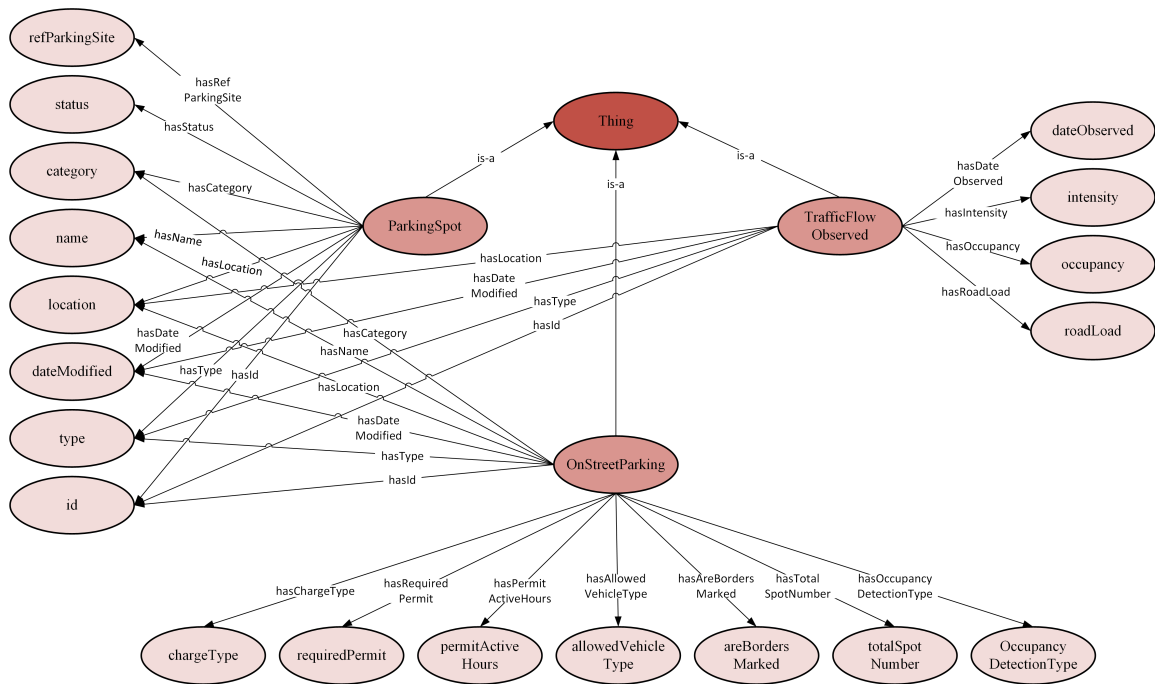 refParkingSite
status
category
name
location
dateModified
type
id
hasRef
ParkingSite
hasStatus
hasCategory
hasName
hasLocation
hasDate
Modified
hasType
hasId
Thing
is-a
is-a
is-a
ParkingSpot
TrafficFlow
Observed
hasLocation
hasDate
Modified
hasType
hasId
hasDate
Observed
hasIntensity
hasOccupancy
hasRoadLoad
dateObserved
intensity
occupancy
roadLoad
hasCategory
hasName
hasLocation
hasDate
Modified
hasType
hasId
OnStreetParking
hasChargeType
hasRequired
Permit
hasPermit
ActiveHours
hasAllowed
VehicleType
hasAreBorders
Marked
hasTotal
SpotNumber
hasOccupancy
DetectionType
chargeType
requiredPermit
permitActive
Hours
allowedVehicle
Type
areBorders
Marked
totalSpot
Number
Occupancy
DetectionType